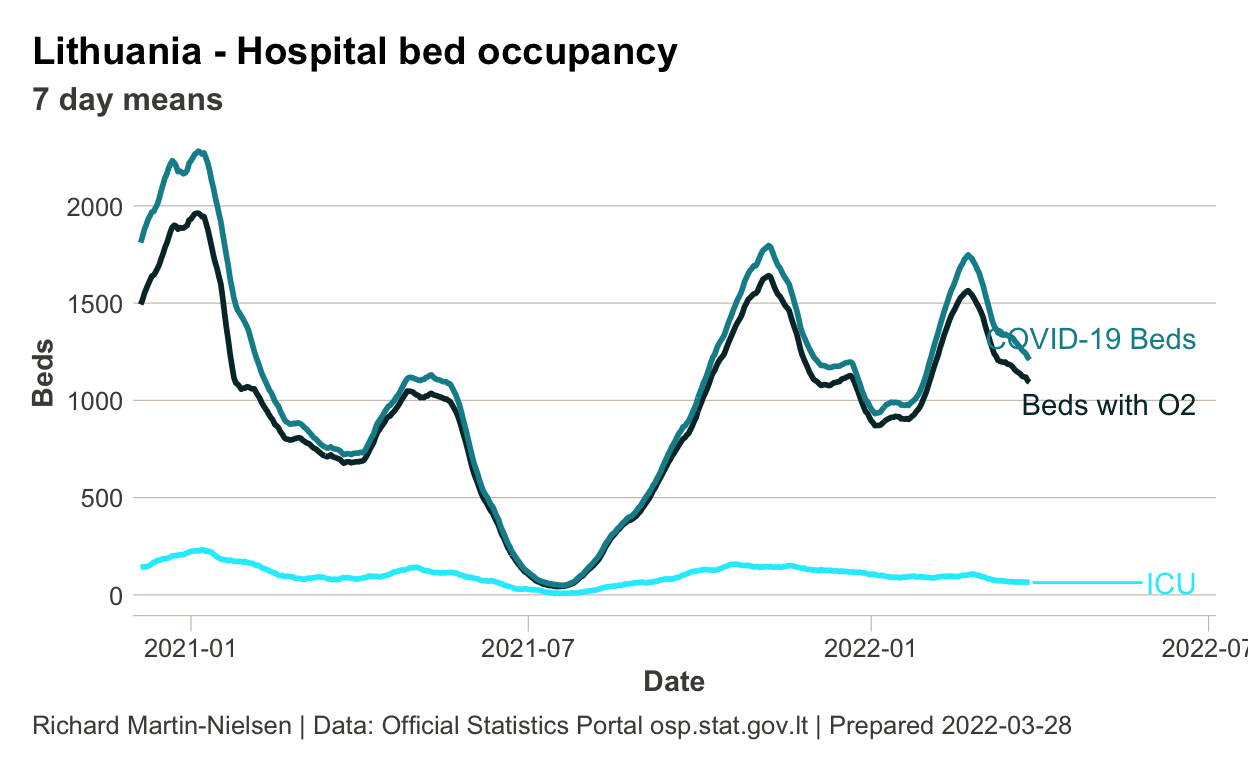 Lithuania - Hospital bed occupancy
7 day means
Beds
2000
1500
1000
500
0
COVID-19 Beds
Beds with O2
ICU
2021-01
2021-07
2022-01
2022-07
Date
Richard Martin-Nielsen | Data: Official Statistics Portal osp.stat.gov.lt | Prepared 2022-03-28